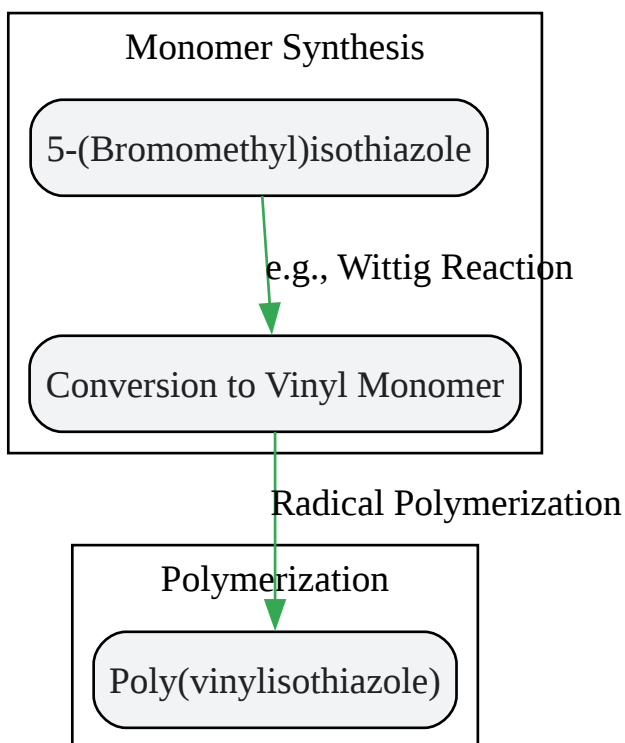 Monomer Synthesis
5-(Bromomethyl)isothiazole
e.g., Wittig Reaction
Conversion to Vinyl Monomer
Radical Polymerization
Polymerization
Poly(vinylisothiazole)